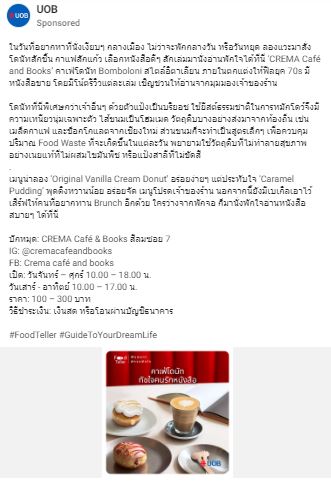 UOB
Sponsored
ในวันที่อยากหาที่นั่งเงียบๆ กลางเมือง ไม่ว่าจะพักกลางวัน หรือวันหยุด ลองแวะมาสั่ง
โดนัทสักชิ้น กาแฟสักแก้ว เลือกหนังสือดีๆ สักเล่มมานั่งอ่านพักใจได้ที่นี่ 'CREMA Café
and Books' คาเฟ่โดนัท Bomboloni สไตล์อิตาเลียน ภายในตกแต่งให้ฟีลยุค 70s มี
หนังสือขาย โดยมีโน้ตรีวิวแต่ละเล่ม เชิญชวนให้อ่านจากมุมมองเจ้าของร้าน
โดนัทที่นี่พิเศษกว่าเจ้าอื่นๆ ด้วยตัวแป้งเป็นบริยอช ใช้ยีสต์ธรรมชาติในการหมักโดว์จึงมี
ความเหนียวนุ่มเฉพาะตัว ไส้ขนมเป็นโฮมเมด วัตถุดิบบางอย่างส่งมาจากท้องถิ่น เช่น
เมล็ดกาแฟ และช็อกโกแลตจากเชียงใหม่ ส่วนขนมก็จะทำเป็นสูตรเล็กๆ เพื่อควบคุม
ปริมาณ Food Waste ที่จะเกิดขึ้นในแต่ละวัน พยายามใช้วัตถุดิบที่ไม่ทำลายสุขภาพ
อย่างเนยแท้ที่ไม่ผสมไขมันพืช หรือแป้งสาลีที่ไม่ขัดสี
.
เมนูน่าลอง 'Original Vanilla Cream Donut' อร่อยง่ายๆ แต่ประทับใจ 'Caramel
Pudding' พุดดิ้งหวานน้อย อร่อยจัด เมนูโปรดเจ้าของร้าน นอกจากนี้ยังมีเบเกิลเอาไว้
เสิร์ฟให้คนที่อยากทาน Brunch อีกด้วย ใครว่างจากพักจอ ก็มานั่งพักใจอ่านหนังสือ
สบายๆ ได้ที่นี่
ปักหมุด: CREMA Café & Books สีลมซอย 7
IG: @cremacafeandbooks
FB: Crema café and books
เปิด: วันจันทร์ – ศุกร์ 10.00 – 18.00 น.
วันเสาร์ - อาทิตย์ 10.00 – 17.00 น.
ราคา: 100 – 300 บาท
วิธีชำระเงิน: เงินสด หรือโอนผ่านบัญชีธนาคาร
#FoodTeller #GuideToYourDreamLife
คาเฟ่โดนัท
ถึงใจคนรักหนังสือ
UOB